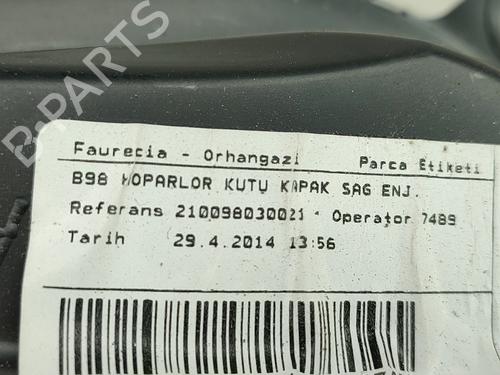 B-PARTS
Faurecia - Orhangazi Parca Etiketi
B98 HOPARLOR KUTU KAPAK SAG ENJ.
Referans 210098030021 Operator 7489
Tarih 29.4.2014 13:56